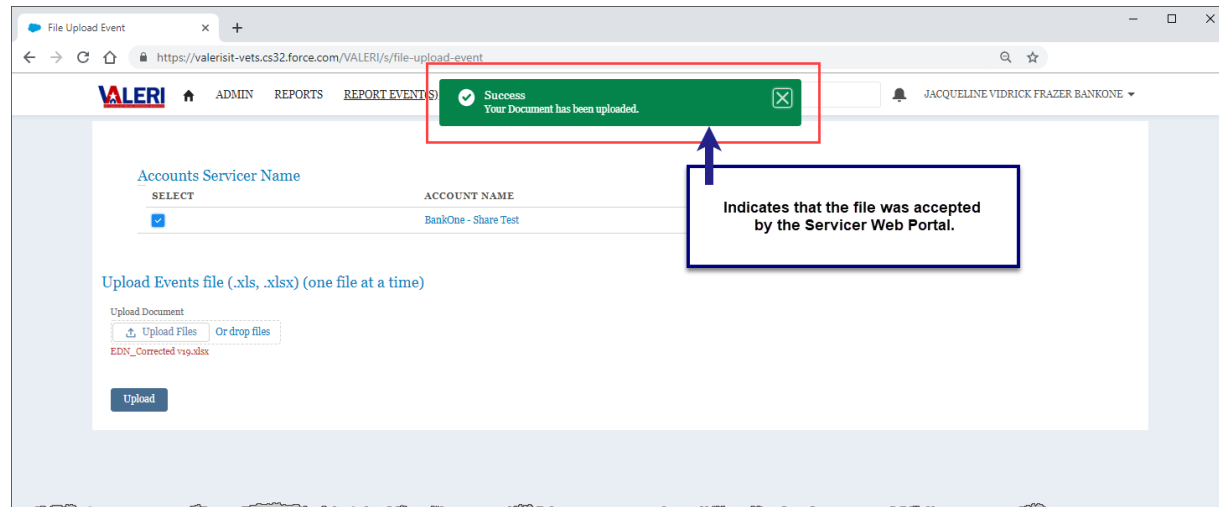 File Upload Event
https://valerisit-vets.cs32.force.com/VALERI/s/file-upload-event
VALERI ADMIN REPORTS REPORT EVENT(S) JACQUELINE VIDRICK FRAZER BANKONE
Success
Your Document has been uploaded.
Indicates that the file was accepted
by the Servicer Web Portal.
Accounts Servicer Name
SELECT ACCOUNT NAME
BankOne - Share Test
Upload Events file (.xls, .xlsx) (one file at a time)
Upload Document
Upload Files Or drop files
EDN_Corrected v19.xlsx
Upload